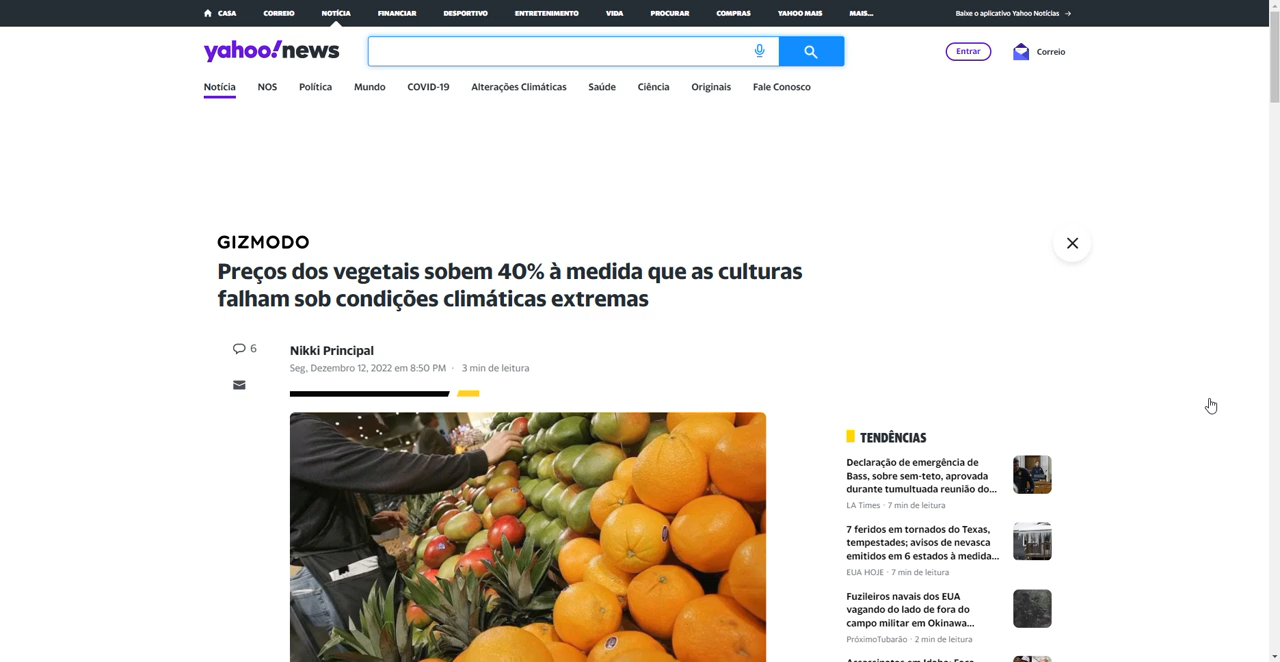 CASA CORREIO NOTÍCIA FINANCIAR DESPORTIVO ENTRETENIMENTO VIDA PROCURAR COMPRAS YAHOO MAIS MAIS... Baixe o aplicativo Yahoo Notícias →
yahoo!news
Entrar Correio
Notícia NOS Política Mundo COVID-19 Alterações Climáticas Saúde Ciência Originais Fale Conosco
GIZMODO
Preços dos vegetais sobem 40% à medida que as culturas
falham sob condições climáticas extremas
6
Nikki Principal
Seg, Dezembro 12, 2022 em 8:50 PM · 3 min de leitura
TENDÊNCIAS
Declaração de emergência de
Bass, sobre sem-teto, aprovada
durante tumultuada reunião do...
LA Times · 7 min de leitura
7 feridos em tornados do Texas,
tempestades; avisos de nevasca
emitidos em 6 estados à medida...
EUA HOJE · 7 min de leitura
Fuzileiros navais dos EUA
vagando do lado de fora do
campo militar em Okinawa...
PróximoTubarão · 2 min de leitura